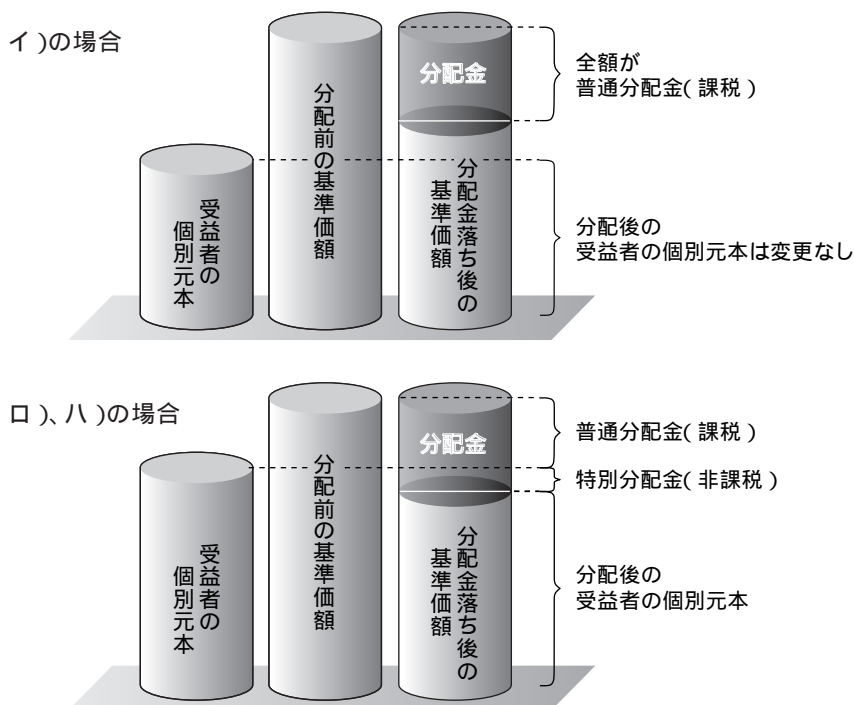 イ)の場合
受益者の
個別元本
分配前の基準価額
分配金
分配金落ち後の
基準価額
全額が
普通分配金(課税)
分配後の
受益者の個別元本は変更なし
ロ)、ハ)の場合
受益者の
個別元本
分配前の基準価額
分配金
分配金落ち後の
基準価額
普通分配金(課税)
特別分配金(非課税)
分配後の
受益者の個別元本